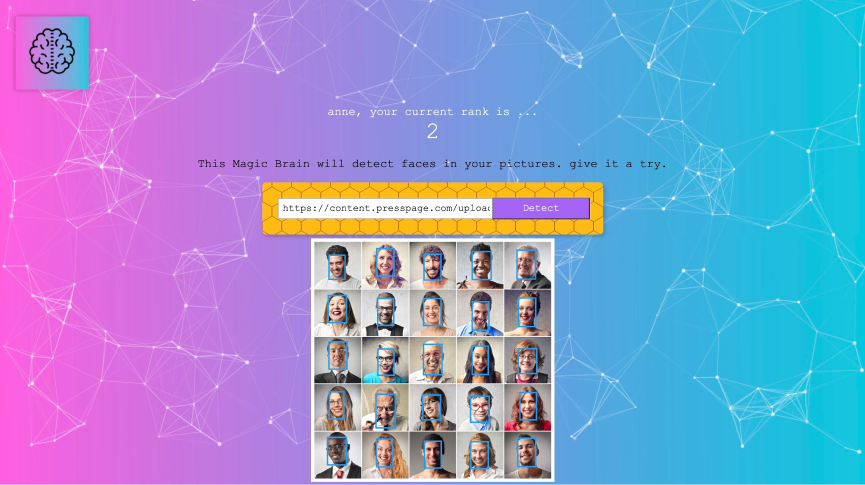 anne, your current rank is ...
2
This Magic Brain will detect faces in your pictures. give it a try.
https://content.presspage.com/uploa
Detect